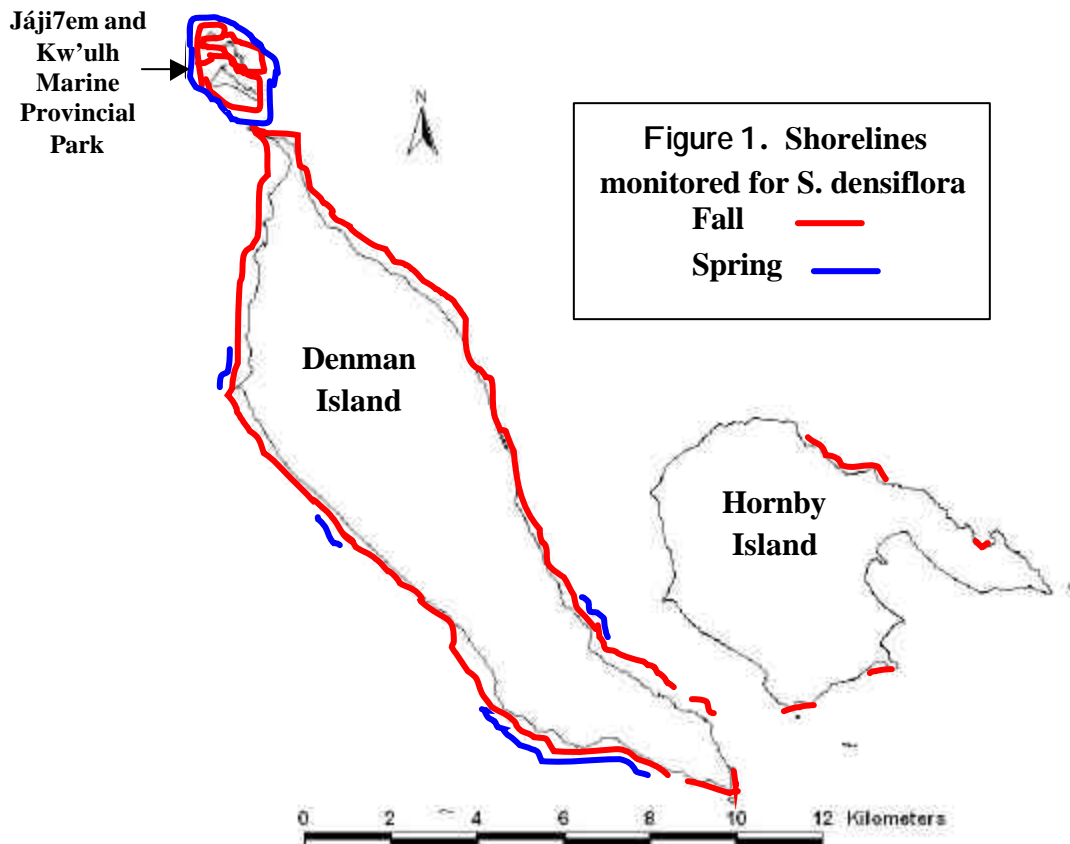 Jáji7em and
Kw'ulh
Marine
Provincial
Park
N
Figure 1. Shorelines
monitored for S. densiflora
Fall
Spring
Denman
Island
Hornby
Island
0 2 4 6 8 10 12 Kilometers